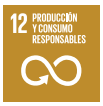 12 PRODUCCIÓN
Y CONSUMO
RESPONSABLES